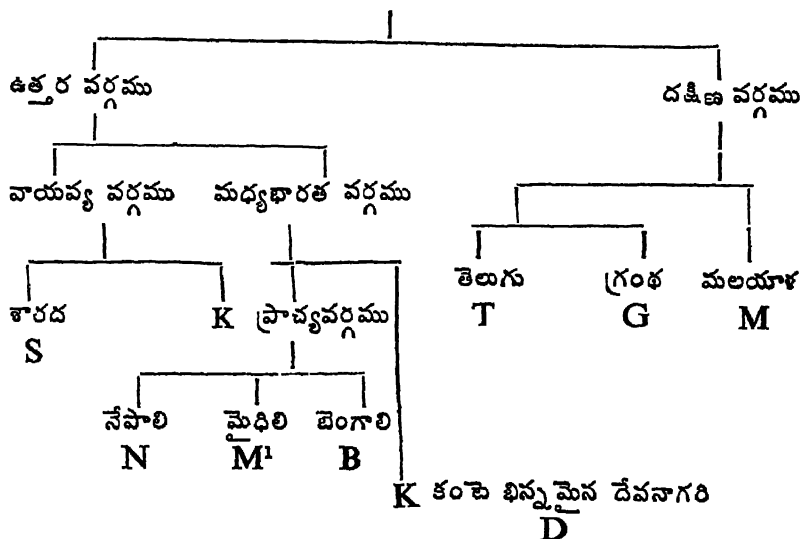 ఉత్తర వర్గము
దక్షిణ వర్గము
వాయవ్య వర్గము మధ్యభారత వర్గము
తెలుగు గ్రంథ మలయాళ
T G M
శారద K ప్రాచ్యవర్గము
S
నేపాలి మైథిలి బెంగాలి
N M¹ B
K కంటె భిన్నమైన దేవనాగరి
D